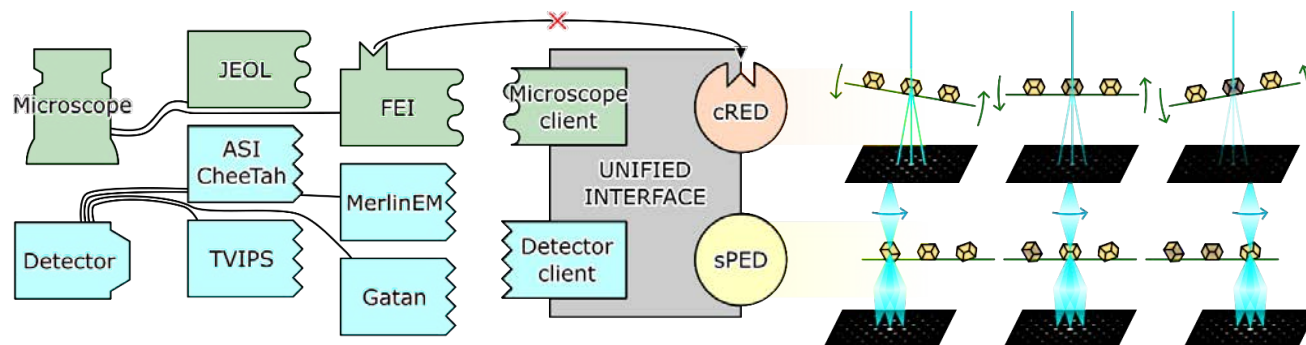 Microscope
JEOL
FEI
ASI
CheeTah
MerlinEM
Detector
TVIPS
Gatan
Microscope
client
UNIFIED
INTERFACE
Detector
client
cRED
sPED